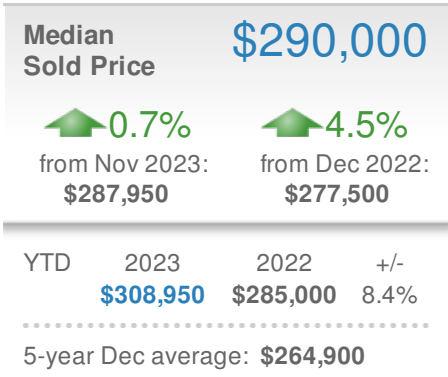 Median $290,000
Sold Price
0.7% 4.5%
from Nov 2023: from Dec 2022:
$287,950 $277,500
YTD 2023 2022 +/-
$308,950 $285,000 8.4%
5-year Dec average: $264,900